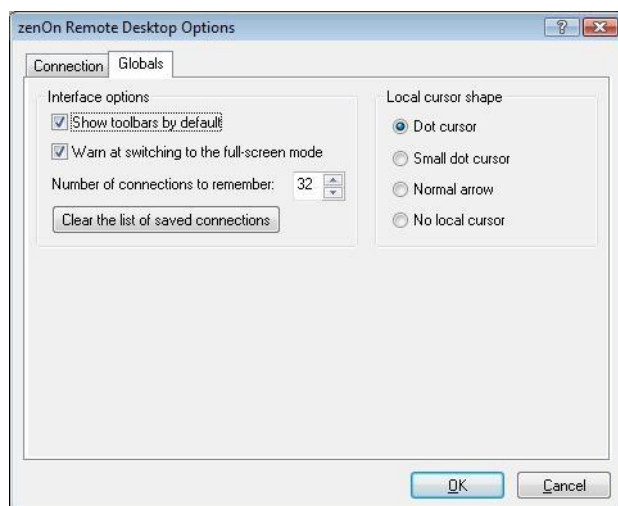 zenOn Remote Desktop Options
Connection
Globals
Interface options
Show toolbars by default
Warn at switching to the full-screen mode
Number of connections to remember: 32
Clear the list of saved connections
Local cursor shape
Dot cursor
Small dot cursor
Normal arrow
No local cursor
OK
Cancel